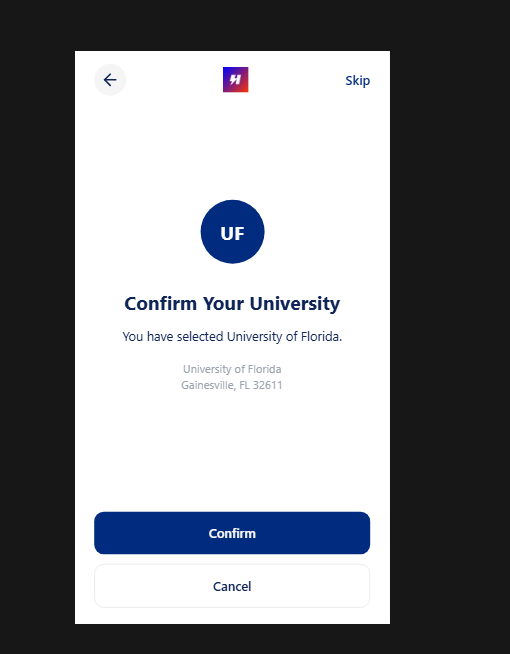 Skip
UF
Confirm Your University
You have selected University of Florida.
University of Florida
Gainesville, FL 32611
Confirm
Cancel